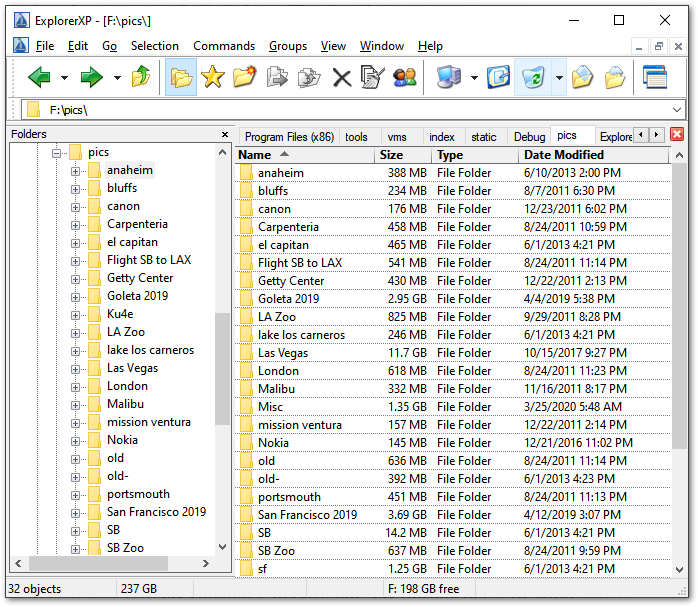 ExplorerXP - [F:\pics\]
File Edit Go Selection Commands Groups View Window Help
F:\pics\
Folders
pics
anaheim
bluffs
canon
Carpenteria
el capitan
Flight SB to LAX
Getty Center
Goleta 2019
Ku4e
LA Zoo
lake los carneros
Las Vegas
London
Malibu
mission ventura
Nokia
old
old-
portsmouth
San Francisco 2019
SB
SB Zoo
Program Files (x86) tools vms index static Debug pics Explore
Name Size Type Date Modified
anaheim 388 MB File Folder 6/10/2013 2:00 PM
bluffs 234 MB File Folder 8/7/2011 6:30 PM
canon 176 MB File Folder 12/23/2011 6:02 PM
Carpenteria 458 MB File Folder 8/24/2011 10:59 PM
el capitan 465 MB File Folder 6/1/2013 4:21 PM
Flight SB to LAX 541 MB File Folder 8/24/2011 11:14 PM
Getty Center 430 MB File Folder 12/22/2011 2:13 PM
Goleta 2019 2.95 GB File Folder 4/4/2019 5:38 PM
LA Zoo 825 MB File Folder 9/29/2011 8:28 PM
lake los carneros 246 MB File Folder 6/1/2013 4:21 PM
Las Vegas 11.7 GB File Folder 10/15/2017 9:27 PM
London 618 MB File Folder 8/24/2011 11:23 PM
Malibu 332 MB File Folder 11/16/2011 8:17 PM
Misc 1.35 GB File Folder 3/25/2020 5:48 AM
mission ventura 157 MB File Folder 12/22/2011 2:14 PM
Nokia 145 MB File Folder 12/21/2016 11:02 PM
old 636 MB File Folder 8/24/2011 11:14 PM
old- 392 MB File Folder 6/1/2013 4:23 PM
portsmouth 451 MB File Folder 8/24/2011 11:13 PM
San Francisco 2019 3.69 GB File Folder 4/12/2019 3:07 PM
SB 14.2 MB File Folder 6/1/2013 4:21 PM
SB Zoo 637 MB File Folder 8/24/2011 9:59 PM
sf 1.25 GB File Folder 6/1/2013 4:21 PM
32 objects 237 GB F: 198 GB free